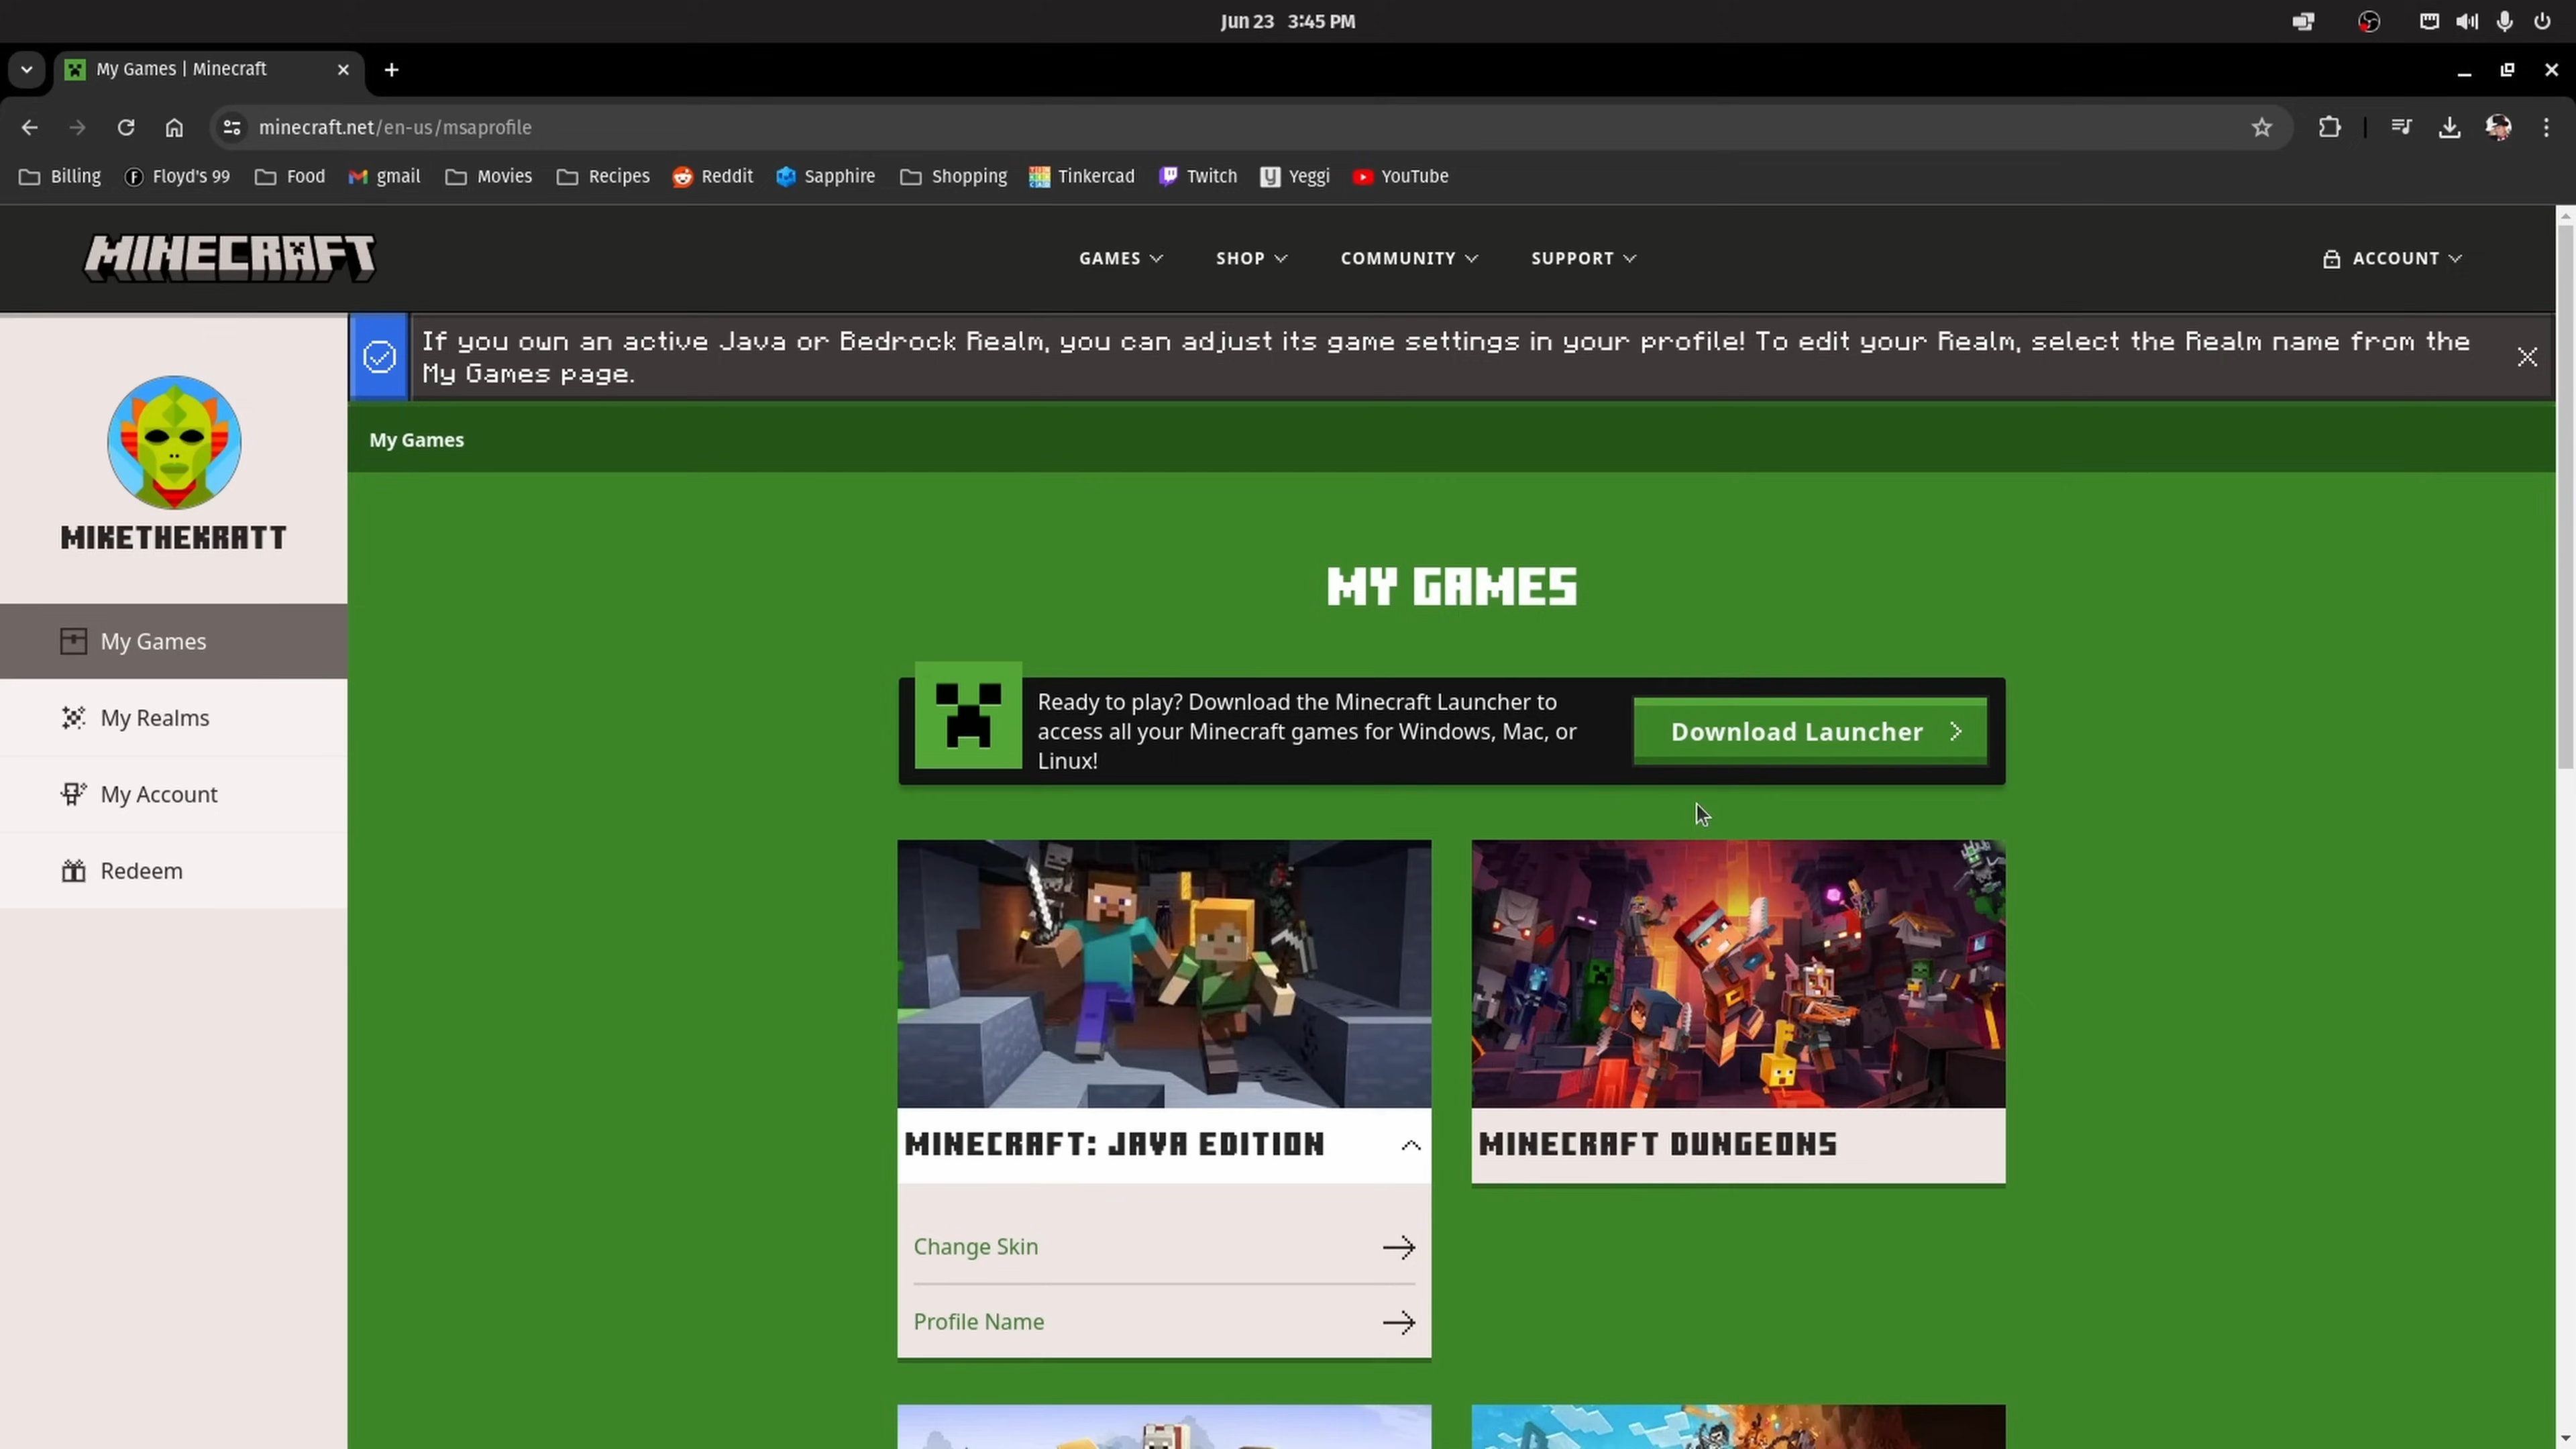 Jun 23 3:45 PM
My Games | Minecraft
minecraft.net/en-us/msaprofile
Billing Floyd's 99 Food gmail Movies Recipes Reddit Sapphire Shopping Tinkercad Twitch Yeggi YouTube
MINECRAFT
GAMES SHOP COMMUNITY SUPPORT ACCOUNT
If you own an active Java or Bedrock Realm, you can adjust its game settings in your profile! To edit your Realm, select the Realm name from the
My Games page.
MIKETHEKRATT
My Games
My Realms
My Account
Redeem
My Games
MY GAMES
Ready to play? Download the Minecraft Launcher to
access all your Minecraft games for Windows, Mac, or
Linux!
Download Launcher
MINECRAFT: JAVA EDITION
Change Skin
Profile Name
MINECRAFT DUNGEONS